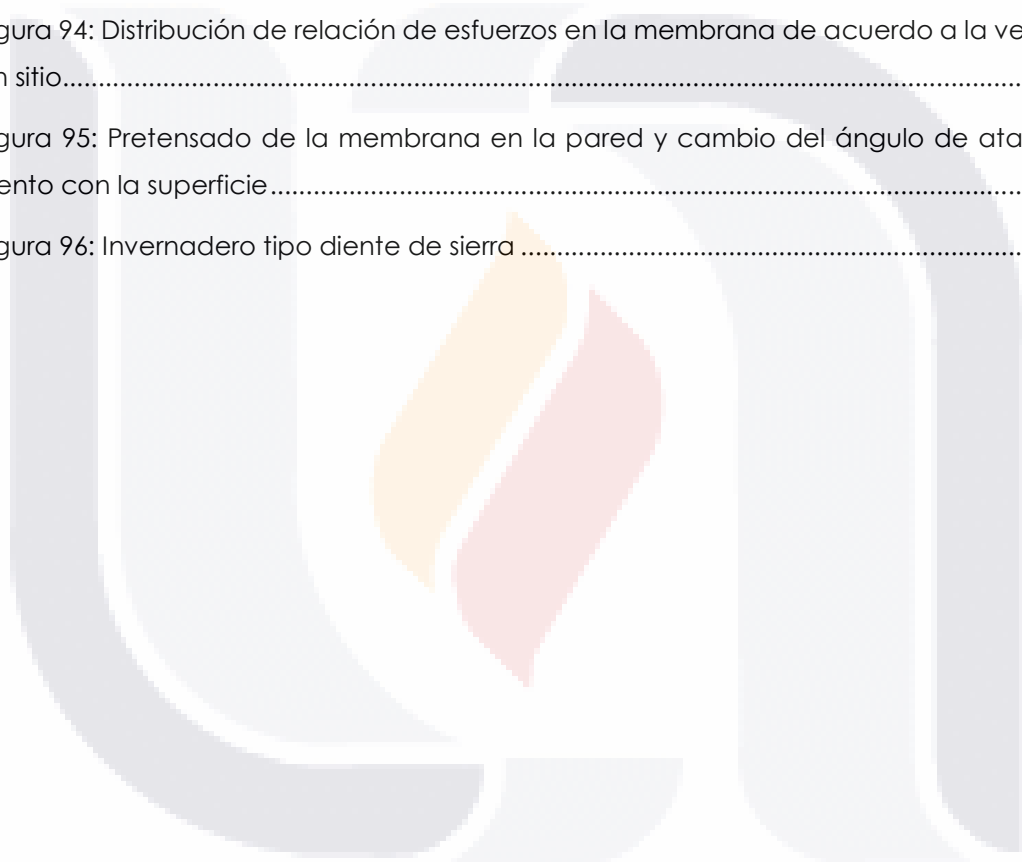 gura 94: Distribución de relación de esfuerzos en la membrana de acuerdo a la ve
n sitio..........................................................................................................................................
gura 95: Pretensado de la membrana en la pared y cambio del ángulo de ata
ento con la superficie.........................................................................................................
gura 96: Invernadero tipo diente de sierra ......................................................................